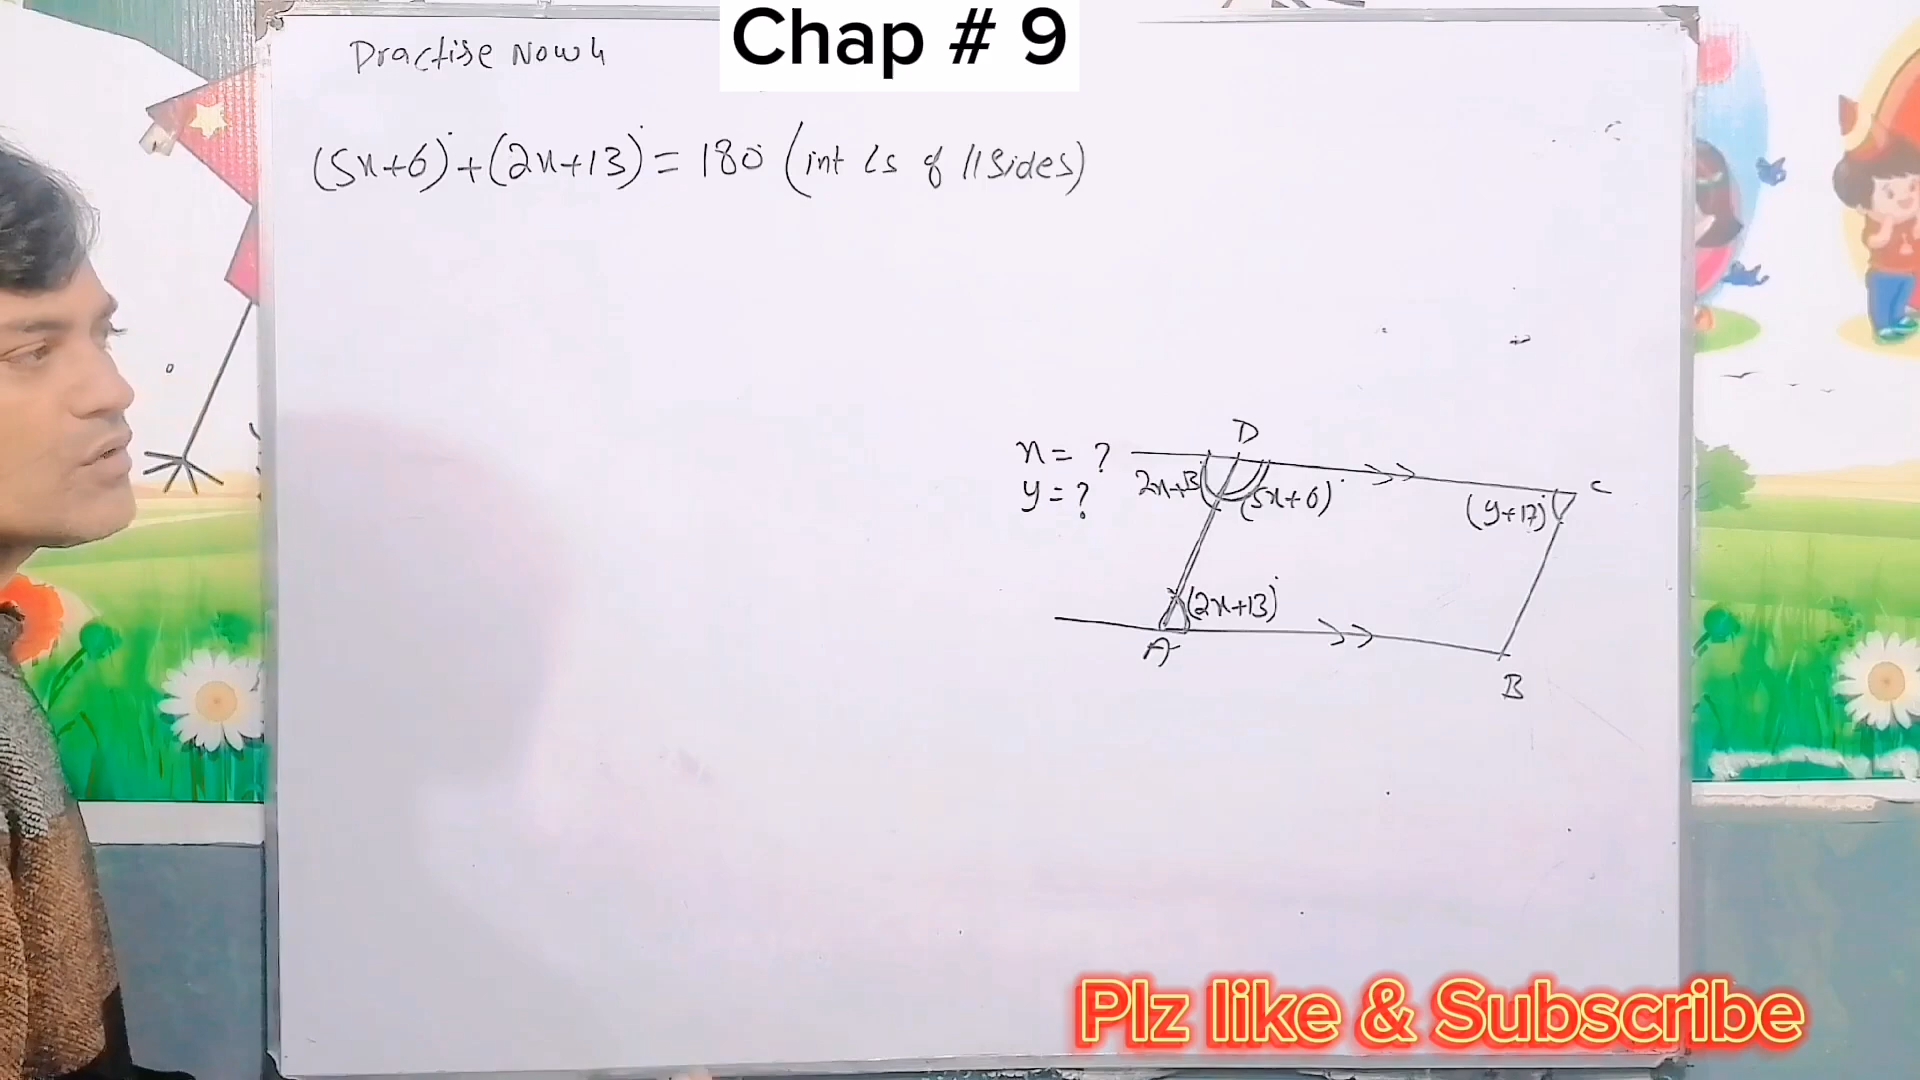 Chap # 9
Practise Now 4
(5x+6)°+(2x+13)°=180° (int ∠s of //sides)
D
x= ?
2x+13
(5x+6)°
C
(y+17)°
y=?
(2x+13)°
A
B
Plz like & Subscribe